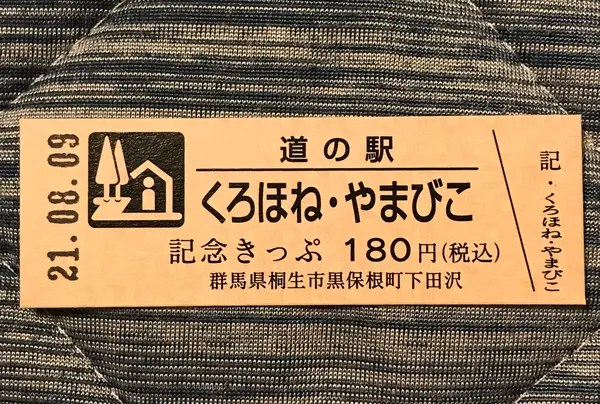 21.08.09
道の駅
くろほね・やまびこ
記念きっぷ 180円(税込)
群馬県桐生市黒保根町下田沢
記・くろほね・やまびこ